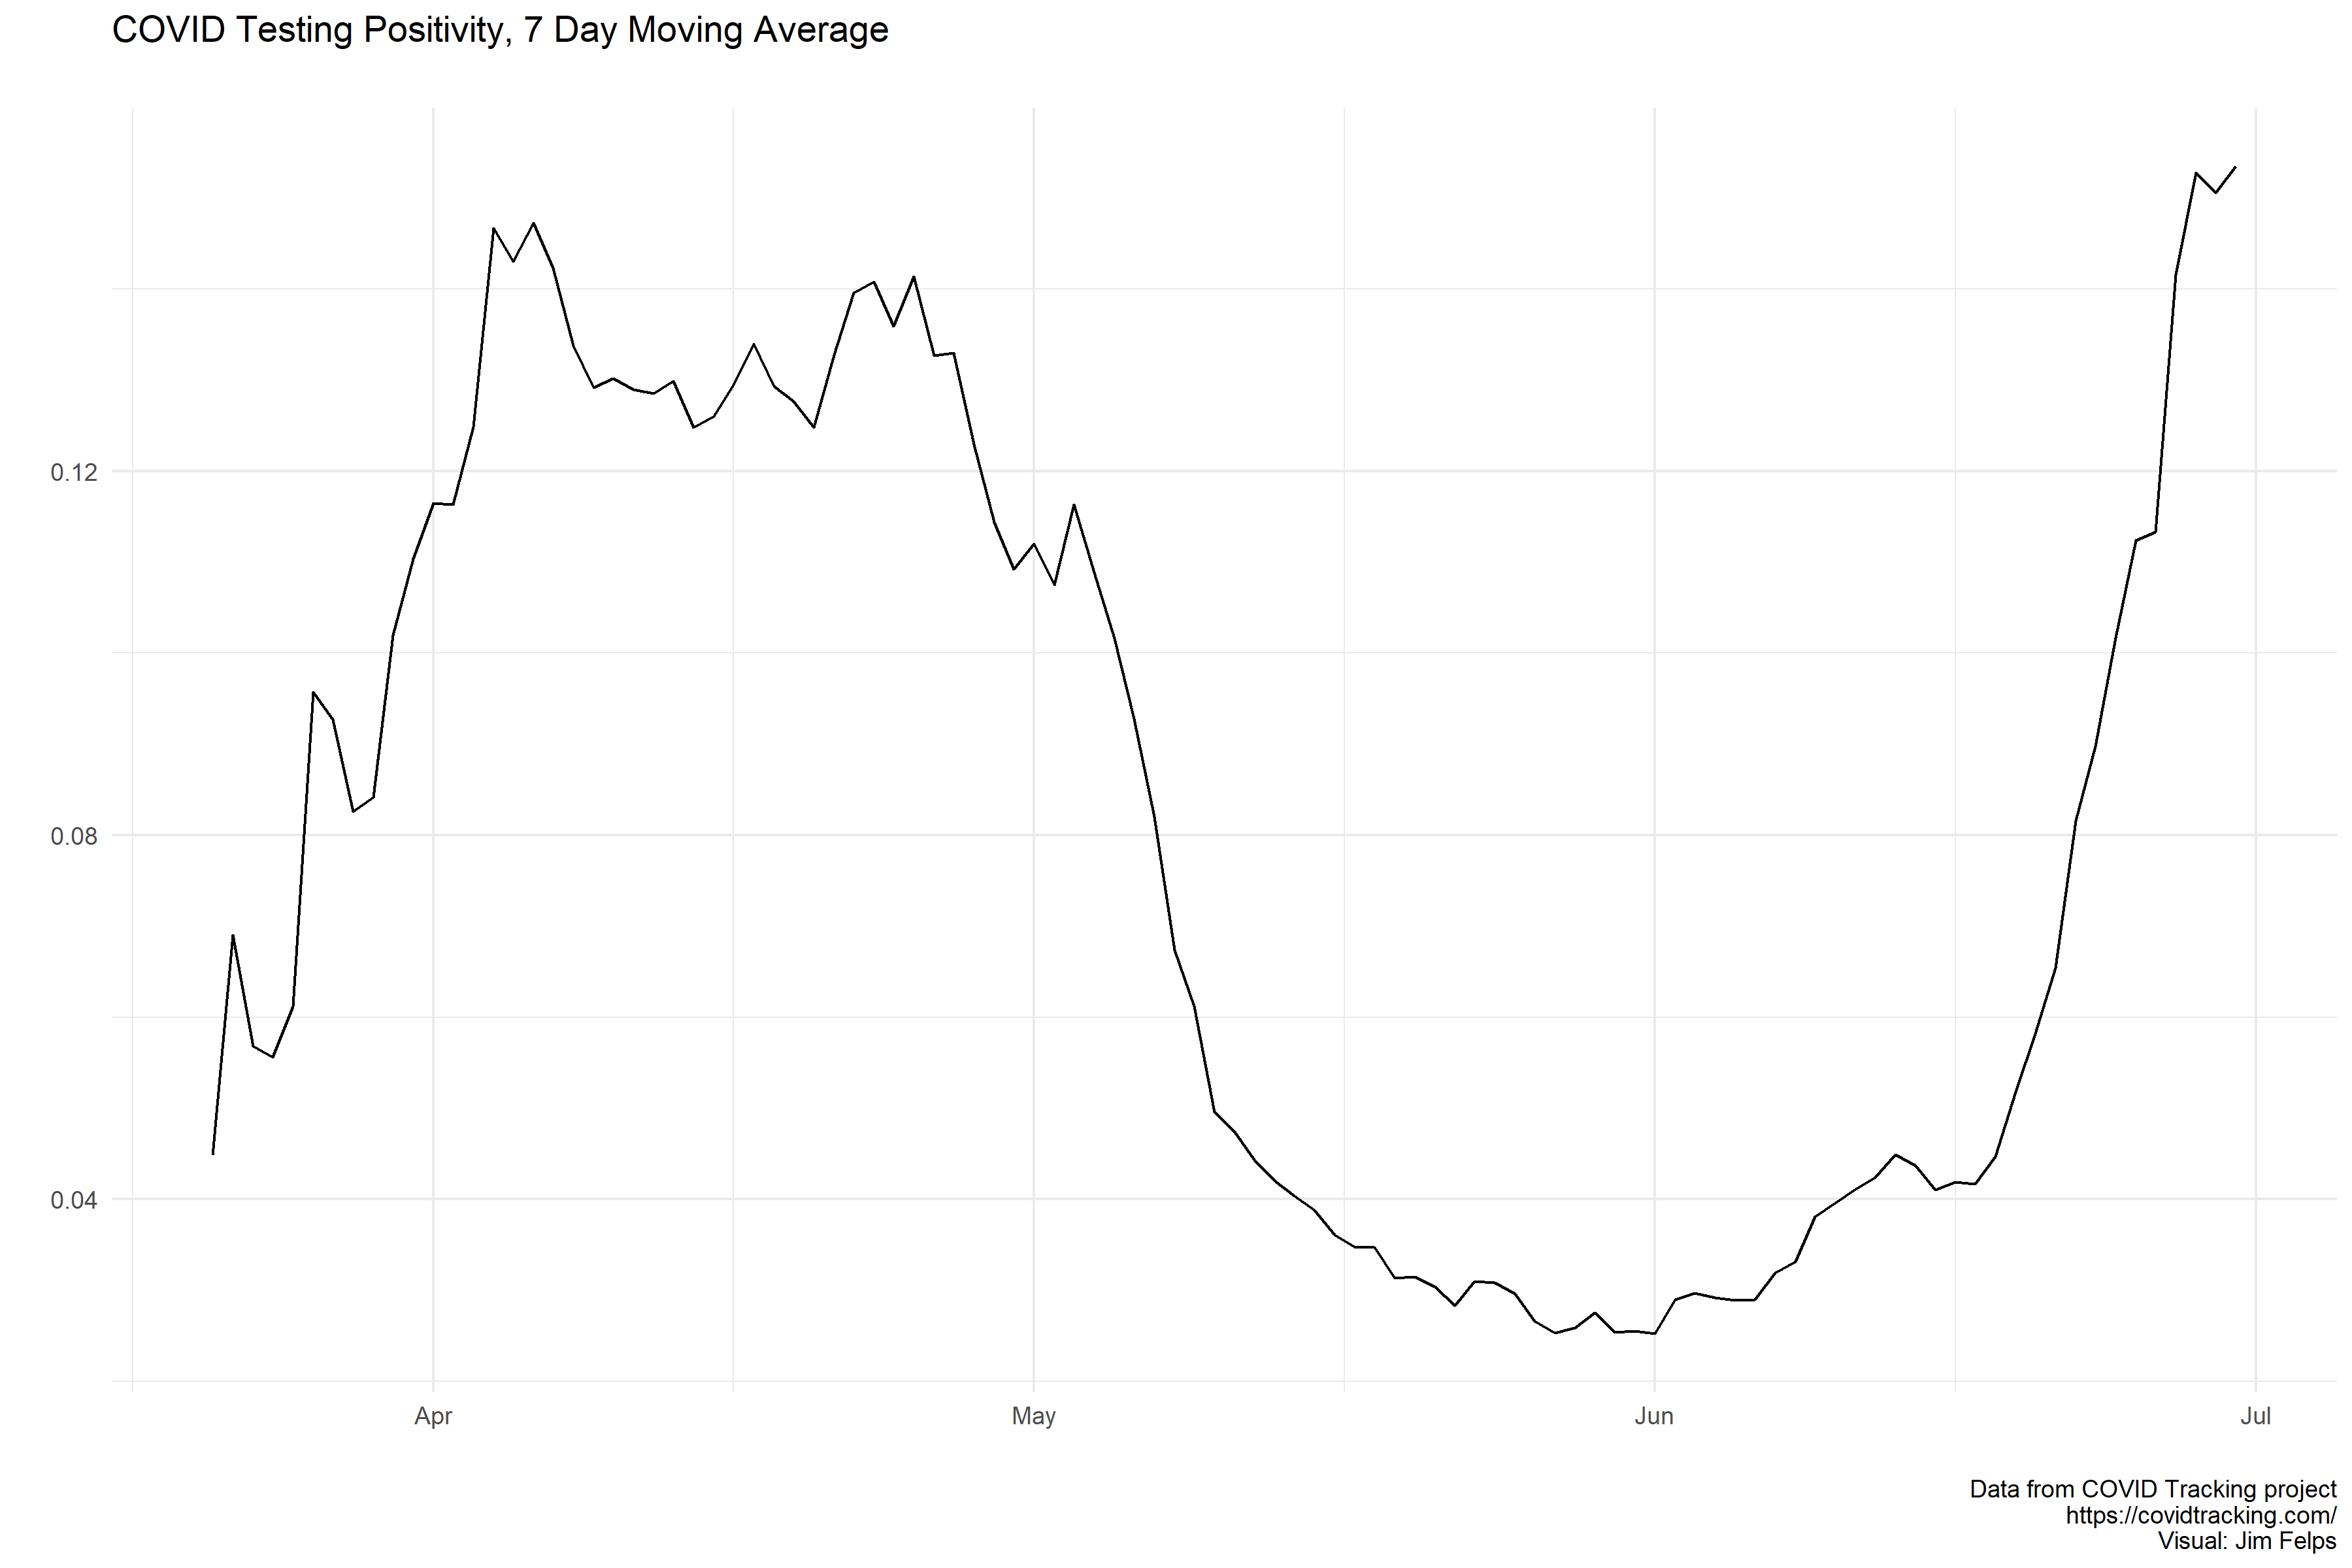 COVID Testing Positivity, 7 Day Moving Average
0.12
0.08
0.04
Apr May Jun Jul
Data from COVID Tracking project
https://covidtracking.com/
Visual: Jim Felps